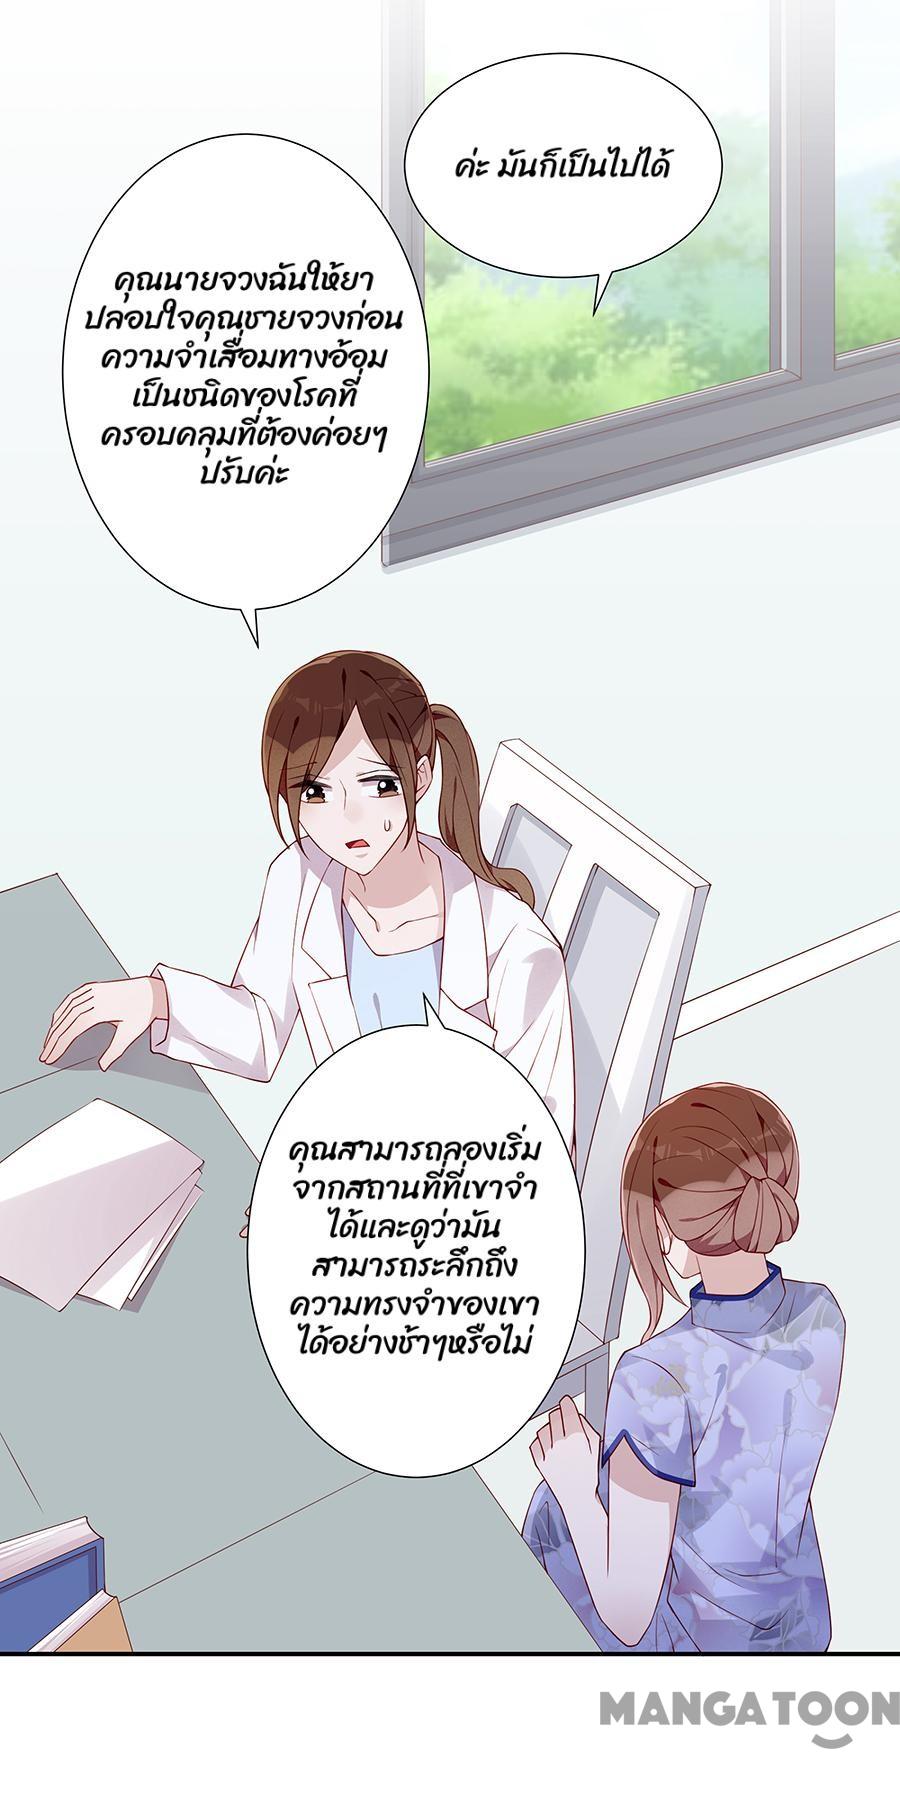 ค่ะ มันก็เป็นไปได้
คุณนายจวงฉันให้ยา
ปลอบใจคุณชายจวงก่อน
ความจำเสื่อมทางอ้อม
เป็นชนิดของโรคที่
ครอบคลุมที่ต้องค่อยๆ
ปรับค่ะ
คุณสามารถลองเริ่ม
จากสถานที่ที่เขาจำ
ได้และดูว่ามัน
สามารถระลึกถึง
ความทรงจำของเขา
ได้อย่างช้าๆหรือไม่
MANGATOON